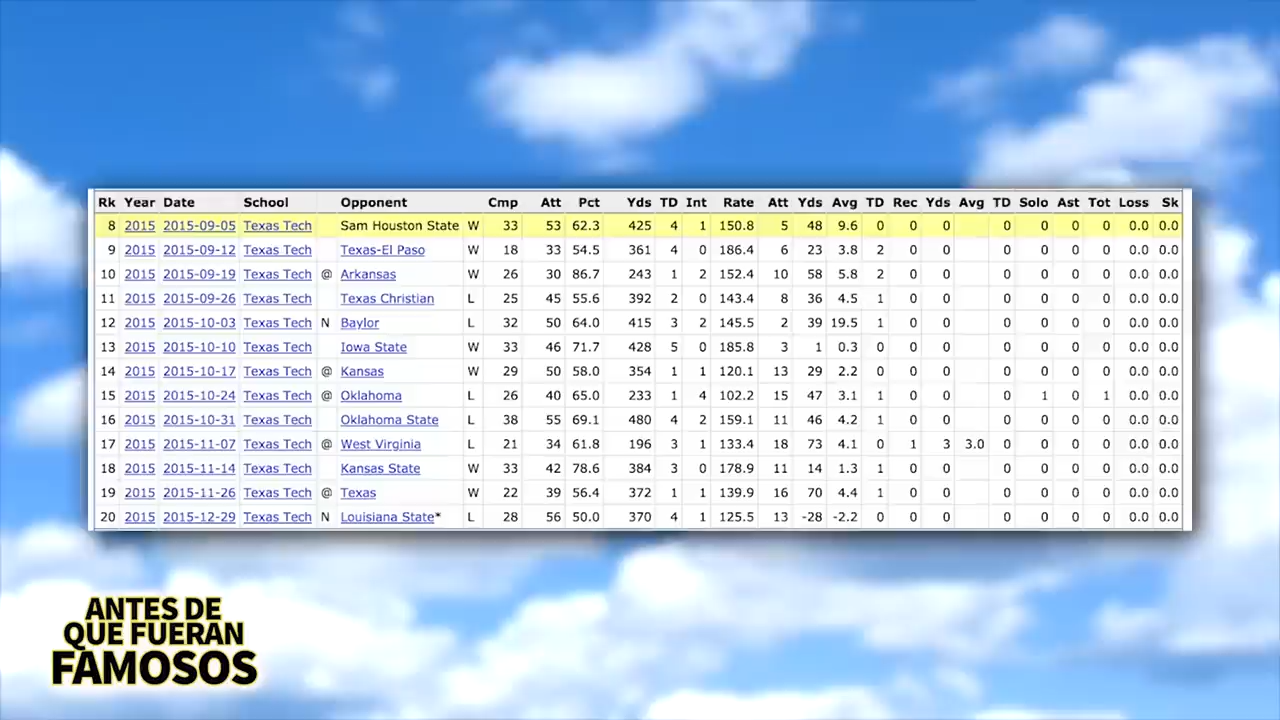 Rk Year Date School Opponent Cmp Att Pct Yds TD Int Rate Att Yds Avg TD Rec Yds Avg TD Solo Ast Tot Loss Sk
8 2015 2015-09-05 Texas Tech Sam Houston State W 33 53 62.3 425 4 1 150.8 5 48 9.6 0 0 0 0 0 0 0 0.0 0.0
9 2015 2015-09-12 Texas Tech Texas-El Paso W 18 33 54.5 361 4 0 186.4 6 23 3.8 2 0 0 0 0 0 0 0.0 0.0
10 2015 2015-09-19 Texas Tech @ Arkansas W 26 30 86.7 243 1 2 152.4 10 58 5.8 2 0 0 0 0 0 0 0.0 0.0
11 2015 2015-09-26 Texas Tech Texas Christian L 25 45 55.6 392 2 0 143.4 8 36 4.5 1 0 0 0 0 0 0 0.0 0.0
12 2015 2015-10-03 Texas Tech N Baylor L 32 50 64.0 415 3 2 145.5 2 39 19.5 1 0 0 0 0 0 0 0.0 0.0
13 2015 2015-10-10 Texas Tech Iowa State W 33 46 71.7 428 5 0 185.8 3 1 0.3 0 0 0 0 0 0 0 0.0 0.0
14 2015 2015-10-17 Texas Tech @ Kansas W 29 50 58.0 354 1 1 120.1 13 29 2.2 0 0 0 0 0 0 0 0.0 0.0
15 2015 2015-10-24 Texas Tech @ Oklahoma L 26 40 65.0 233 1 4 102.2 15 47 3.1 1 0 0 0 1 0 1 0.0 0.0
16 2015 2015-10-31 Texas Tech Oklahoma State L 38 55 69.1 480 4 2 159.1 11 46 4.2 1 0 0 0 0 0 0 0.0 0.0
17 2015 2015-11-07 Texas Tech @ West Virginia L 21 34 61.8 196 3 1 133.4 18 73 4.1 0 1 3 3.0 0 0 0 0 0.0 0.0
18 2015 2015-11-14 Texas Tech Kansas State W 33 42 78.6 384 3 0 178.9 11 14 1.3 1 0 0 0 0 0 0 0.0 0.0
19 2015 2015-11-26 Texas Tech @ Texas W 22 39 56.4 372 1 1 139.9 16 70 4.4 1 0 0 0 0 0 0 0.0 0.0
20 2015 2015-12-29 Texas Tech N Louisiana State* L 28 56 50.0 370 4 1 125.5 13 -28 -2.2 0 0 0 0 0 0 0 0.0 0.0
ANTES DE
QUE FUERAN
FAMOSOS